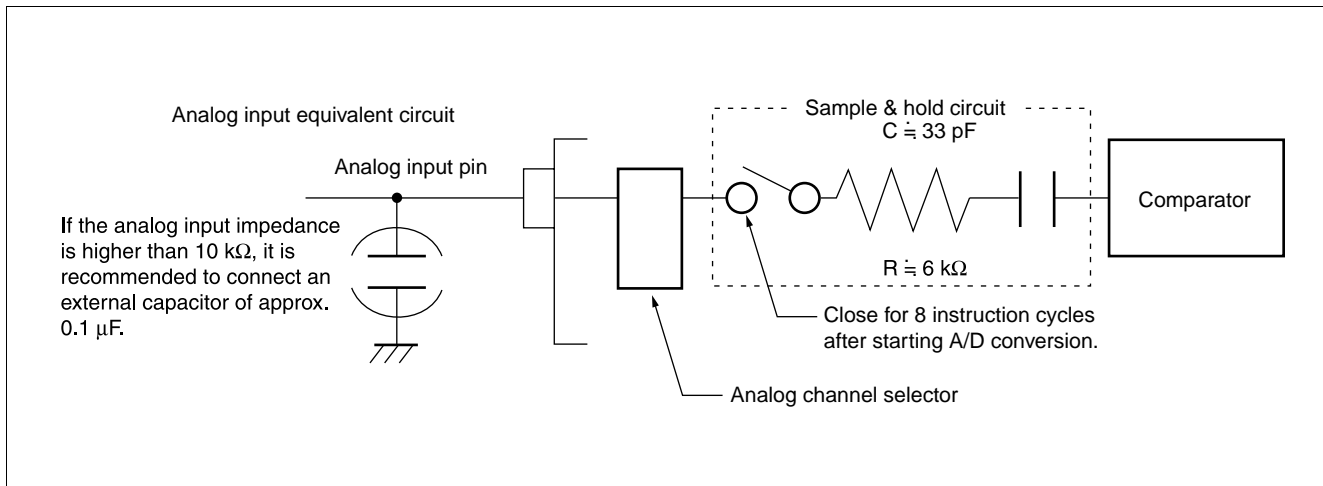 Analog input equivalent circuit
Analog input pin
If the analog input impedance
is higher than 10 kΩ, it is
recommended to connect an
external capacitor of approx.
0.1 μF.
Sample & hold circuit
C ≒ 33 pF
R ≒ 6 kΩ
Comparator
Close for 8 instruction cycles
after starting A/D conversion.
Analog channel selector